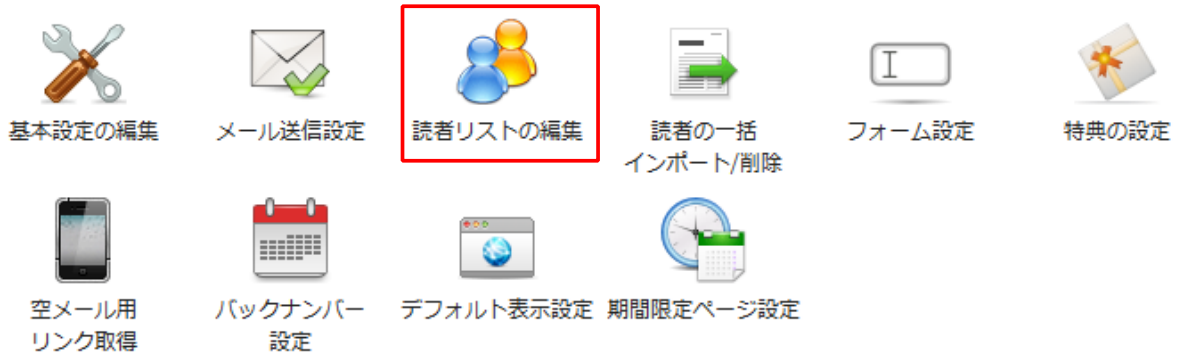 基本設定の編集
メール送信設定
読者リストの編集
読者の一括
インポート/削除
フォーム設定
特典の設定
空メール用
リンク取得
バックナンバー
設定
デフォルト表示設定
期間限定ページ設定